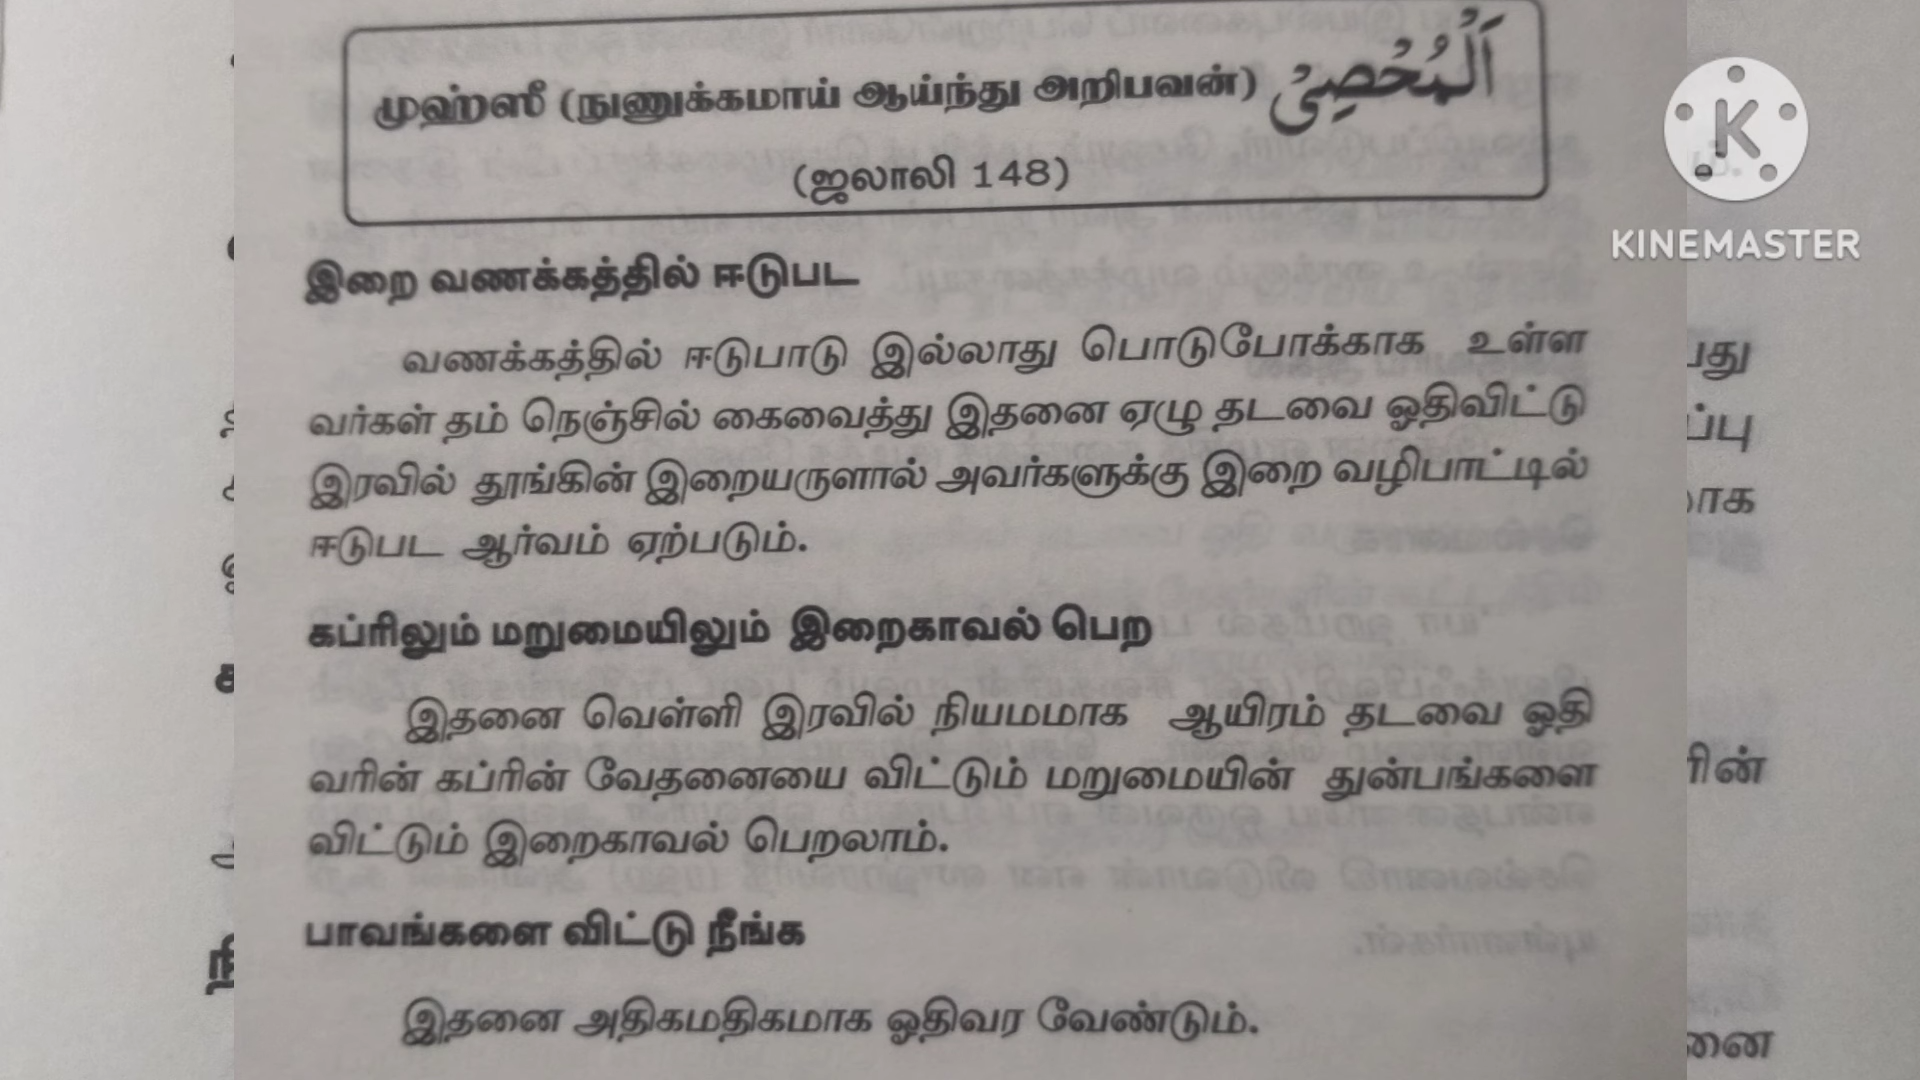 முஹ்ஸீ (நுணுக்கமாய் ஆய்ந்து அறிபவன்) اَلْمُحْصِىْ
(ஜலாலி 148)
KINEMASTER
இறை வணக்கத்தில் ஈடுபட
வணக்கத்தில் ஈடுபாடு இல்லாது பொடுபோக்காக உள்ள
வர்கள் தம் நெஞ்சில் கைவைத்து இதனை ஏழு தடவை ஓதிவிட்டு
இரவில் தூங்கின் இறையருளால் அவர்களுக்கு இறை வழிபாட்டில்
ஈடுபட ஆர்வம் ஏற்படும்.
கப்ரிலும் மறுமையிலும் இறைகாவல் பெற
இதனை வெள்ளி இரவில் நியமமாக ஆயிரம் தடவை ஓதி
வரின் கப்ரின் வேதனையை விட்டும் மறுமையின் துன்பங்களை
விட்டும் இறைகாவல் பெறலாம்.
பாவங்களை விட்டு நீங்க
இதனை அதிகமதிகமாக ஓதிவர வேண்டும்.